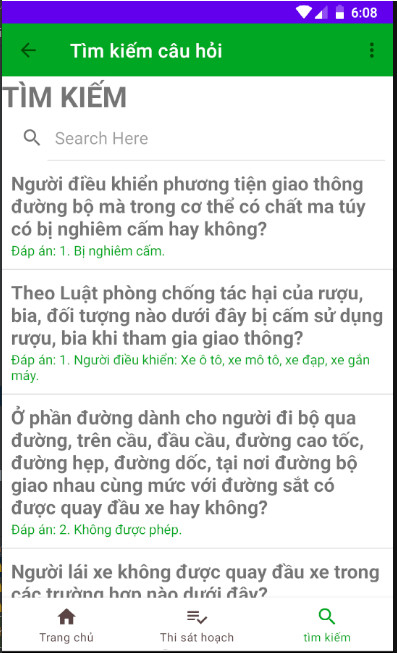 6:08
Tìm kiếm câu hỏi
TÌM KIẾM
Search Here
Người điều khiển phương tiện giao thông
đường bộ mà trong cơ thể có chất ma túy
có bị nghiêm cấm hay không?
Đáp án: 1. Bị nghiêm cấm.
Theo Luật phòng chống tác hại của rượu,
bia, đối tượng nào dưới đây bị cấm sử dụng
rượu, bia khi tham gia giao thông?
Đáp án: 1. Người điều khiển: Xe ô tô, xe mô tô, xe đạp, xe gắn
máy.
Ở phần đường dành cho người đi bộ qua
đường, trên cầu, đầu cầu, đường cao tốc,
đường hẹp, đường dốc, tại nơi đường bộ
giao nhau cùng mức với đường sắt có
được quay đầu xe hay không?
Đáp án: 2. Không được phép.
Người lái xe không được quay đầu xe trong
các trường hợp nào dưới đây?
Trang chủ
Thi sát hoạch
tìm kiếm